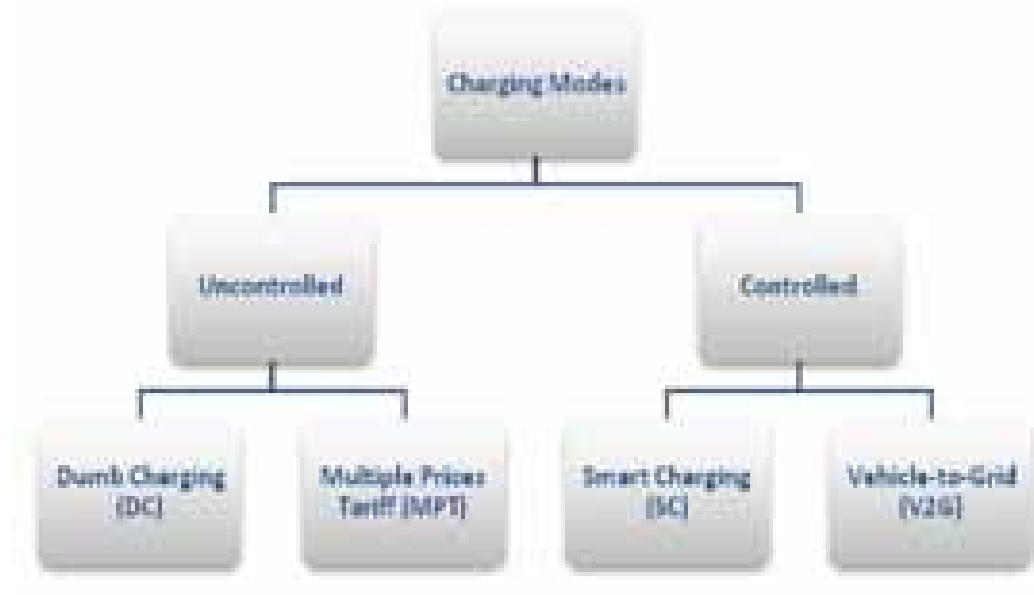 Charging Modes
Uncontrolled
Controlled
Dumb Charging
(DC)
Multiple Prices
Tariff (MPT)
Smart Charging
(SC)
Vehicle-to-Grid
(V2G)